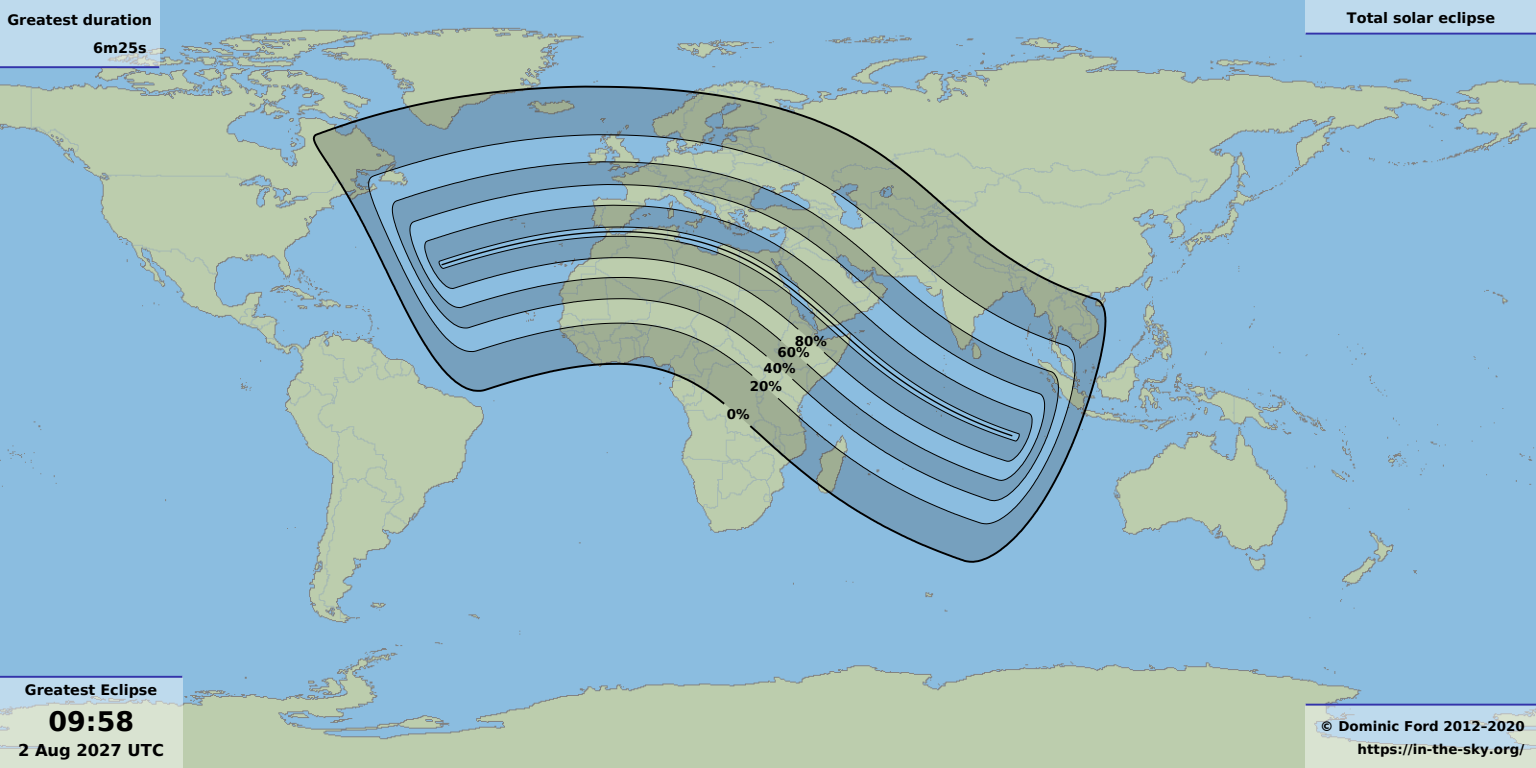 Greatest duration
6m25s
Total solar eclipse
80%
60%
40%
20%
0%
Greatest Eclipse
09:58
2 Aug 2027 UTC
© Dominic Ford 2012–2020
https://in-the-sky.org/